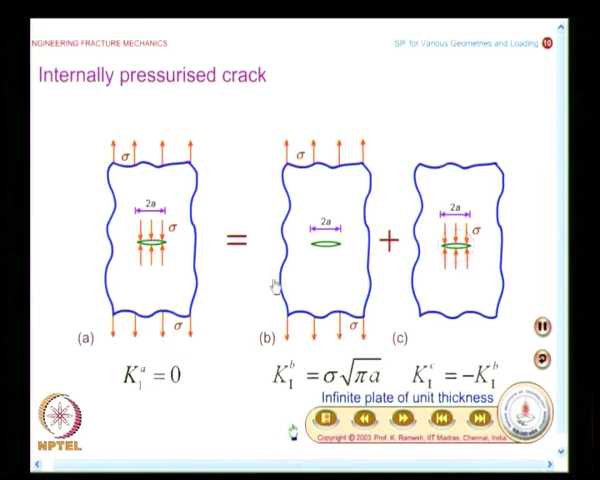 NGINEERING FRACTURE MECHANICS
SIF for Various Geometries and Loading 10
Internally pressurised crack
σ
σ
2a
2a
2a
σ
σ
=
+
σ
σ
(a)
(b)
(c)
K_I^a = 0
K_I^b = σ√πa
K_I^c = −K_I^b
Infinite plate of unit thickness
NPTEL
Copyright © 2003 Prof. K. Ramesh, IIT Madras, Chennai, India